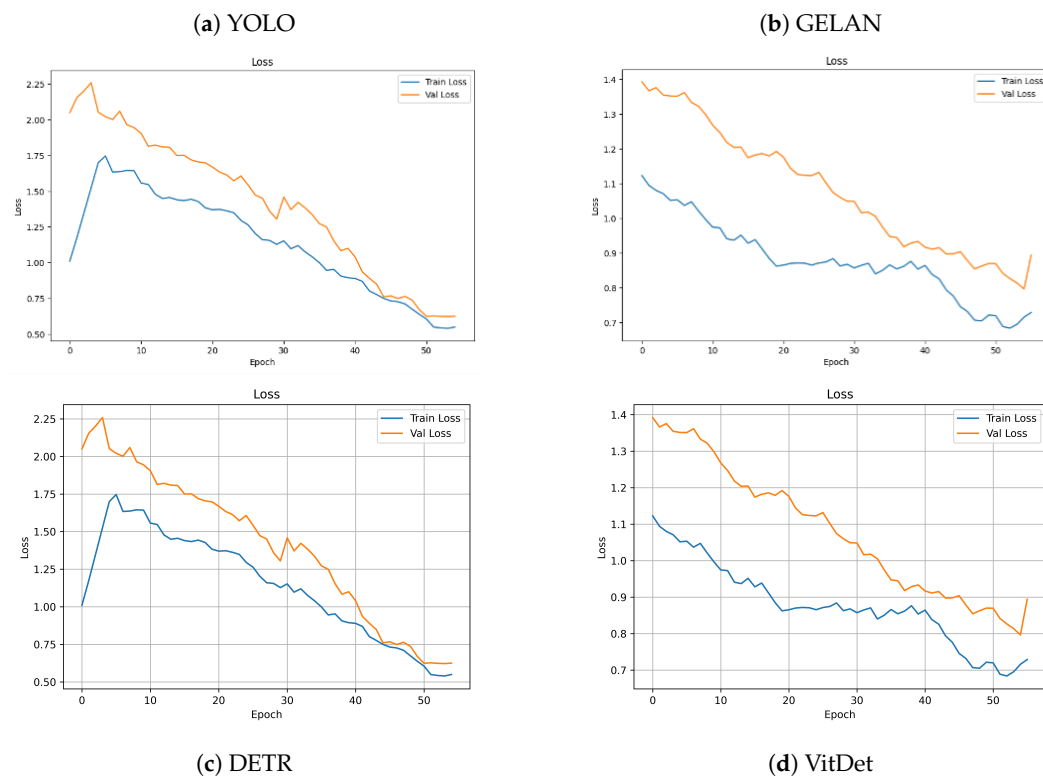 (a) YOLO
(b) GELAN
Loss
2.25
2.00
1.75
1.50
1.25
1.00
0.75
0.50
Loss
Train Loss
Val Loss
0
10
20
30
40
50
Epoch
Loss
1.4
1.3
1.2
1.1
1.0
0.9
0.8
0.7
Loss
Train Loss
Val Loss
0
10
20
30
40
50
Epoch
Loss
2.25
2.00
1.75
1.50
1.25
1.00
0.75
0.50
Loss
Train Loss
Val Loss
0
10
20
30
40
50
Epoch
Loss
1.4
1.3
1.2
1.1
1.0
0.9
0.8
0.7
Loss
Train Loss
Val Loss
0
10
20
30
40
50
Epoch
(c) DETR
(d) VitDet